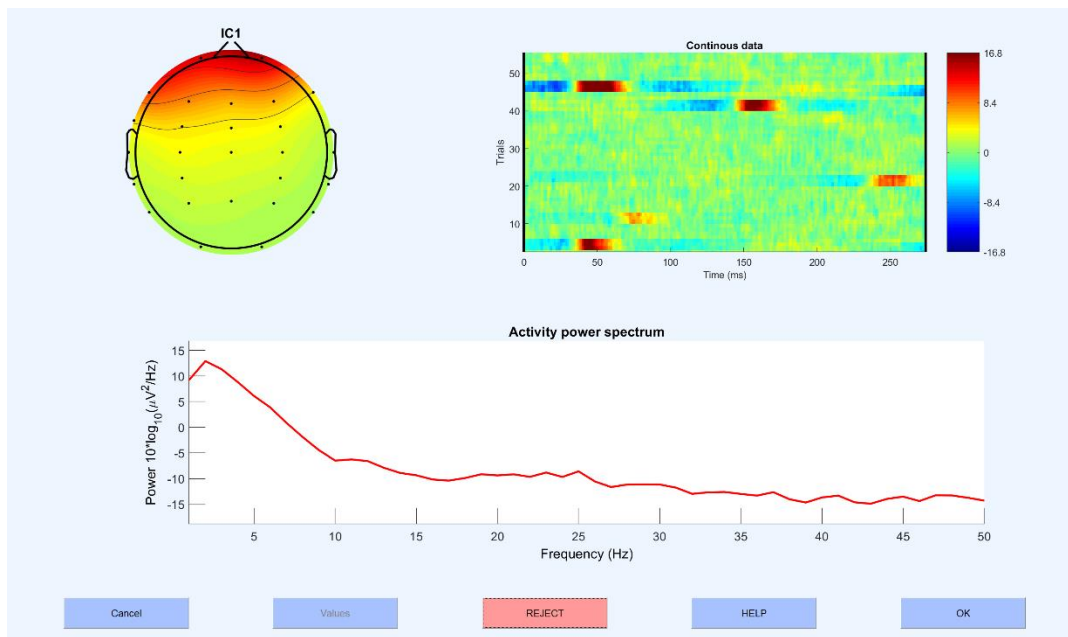 IC1
Continous data
50
40
30
20
10
Trials
0
50
100
150
200
250
Time (ms)
16.8
8.4
0
-8.4
-16.8
Activity power spectrum
15
10
5
0
-5
-10
-15
Power 10*log10(µV2/Hz)
5
10
15
20
25
30
35
40
45
50
Frequency (Hz)
Cancel
Values
REJECT
HELP
OK